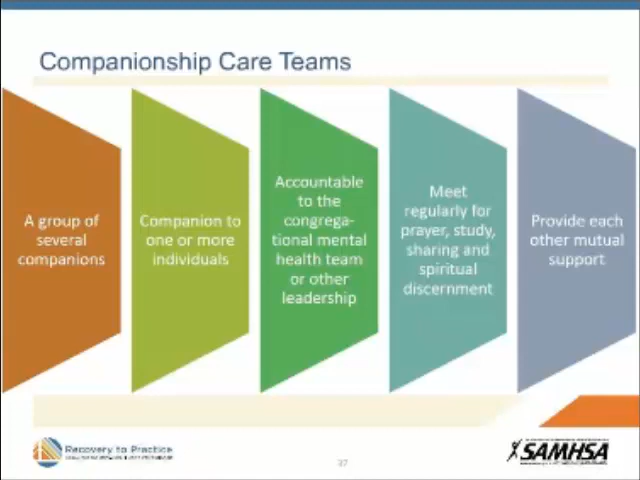 Companionship Care Teams
A group of
several
companions
Companion to
one or more
individuals
Accountable
to the
congrega-
tional mental
health team
or other
leadership
Meet
regularly for
prayer, study,
sharing and
spiritual
discernment
Provide each
other mutual
support
Recovery to Practice
37
SAMHSA